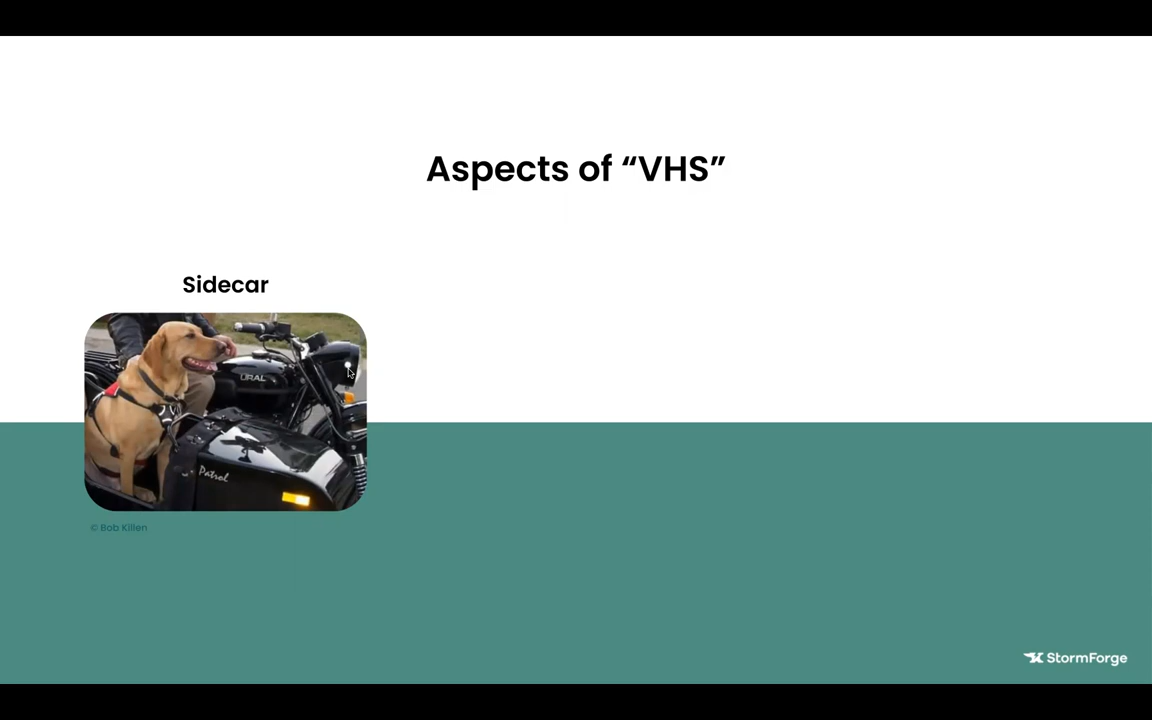 Aspects of “VHS”
Sidecar
URAL
Patrol
© Bob Killen
StormForge